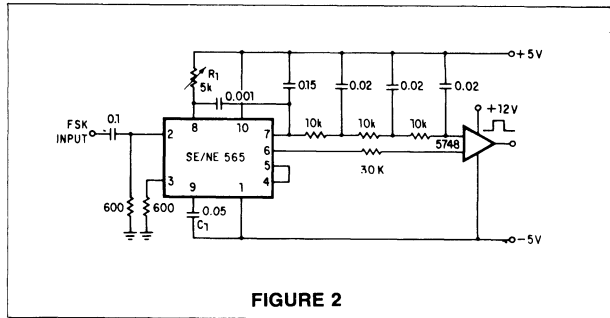 +5V
R1
5k
0.001
0.15
0.02
0.02
0.02
+12V
0.1
FSK
INPUT
8
10
10k
10k
10k
2
7
6
5
4
SE/NE 565
5748
30K
3
9
1
600
600
0.05
C1
-5V
FIGURE 2